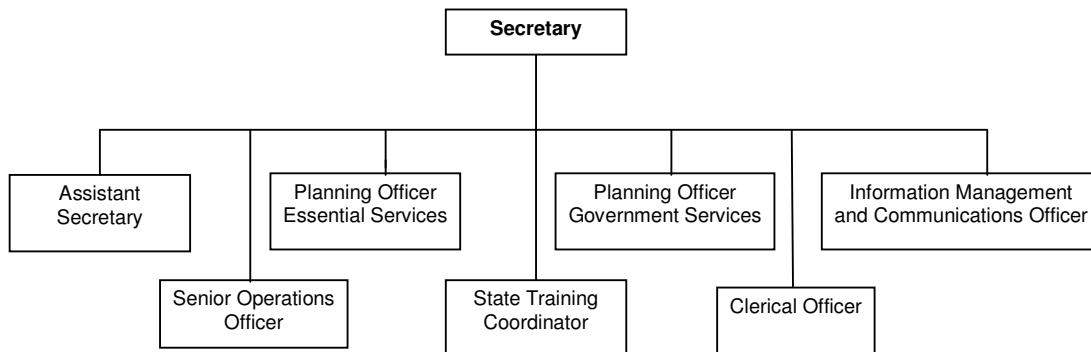 Secretary
Assistant
Secretary
Planning Officer
Essential Services
Planning Officer
Government Services
Information Management
and Communications Officer
Senior Operations
Officer
State Training
Coordinator
Clerical Officer